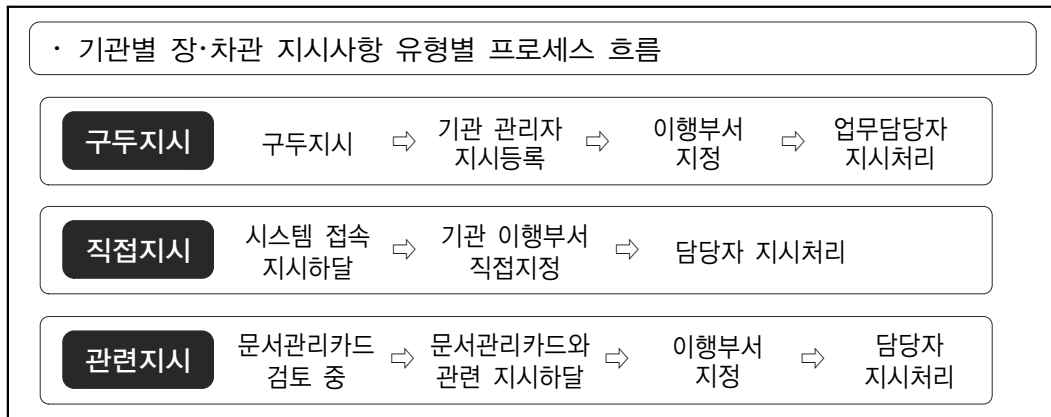 · 기관별 장·차관 지시사항 유형별 프로세스 흐름
구두지시
구두지시 ⇨ 기관 관리자 지시등록 ⇨ 이행부서 지정 ⇨ 업무담당자 지시처리
직접지시
시스템 접속 지시하달 ⇨ 기관 이행부서 직접지정 ⇨ 담당자 지시처리
관련지시
문서관리카드 검토 중 ⇨ 문서관리카드와 관련 지시하달 ⇨ 이행부서 지정 ⇨ 담당자 지시처리